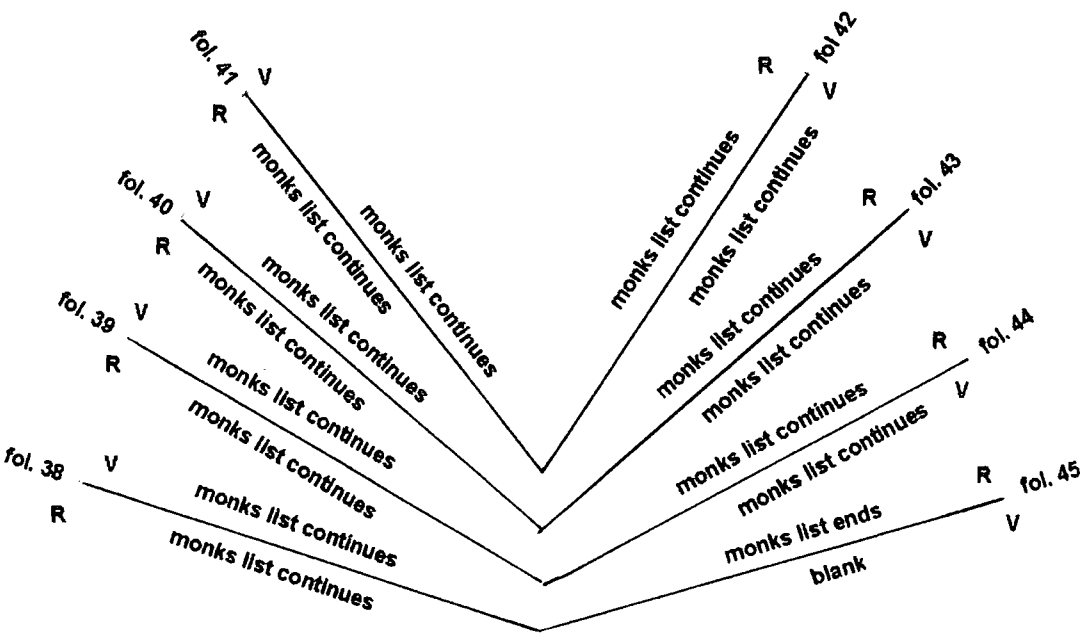 fol. 41
V
R
monks list continues
monks list continues
fol. 40
V
R
monks list continues
monks list continues
fol. 39
V
R
monks list continues
monks list continues
fol. 38
V
R
monks list continues
monks list continues
fol 42
R
V
monks list continues
monks list continues
fol. 43
R
V
monks list continues
monks list continues
fol. 44
R
V
monks list continues
monks list continues
fol. 45
R
V
monks list ends
blank